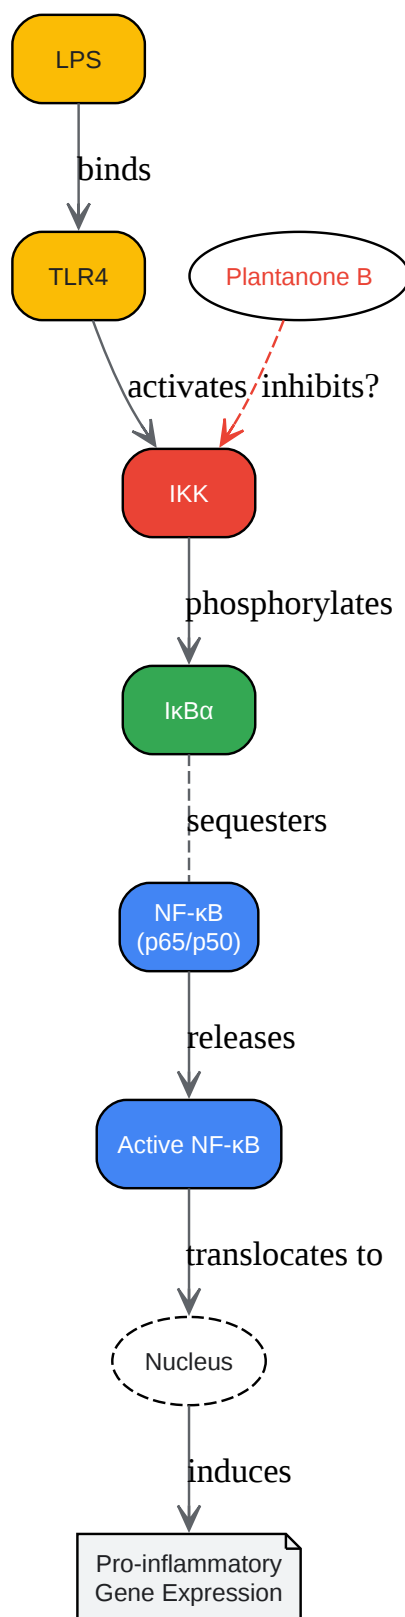 LPS
binds
TLR4
Plantanone B
activates
inhibits?
IKK
phosphorylates
IκBα
sequesters
NF-κB
(p65/p50)
releases
Active NF-κB
translocates to
Nucleus
induces
Pro-inflammatory
Gene Expression